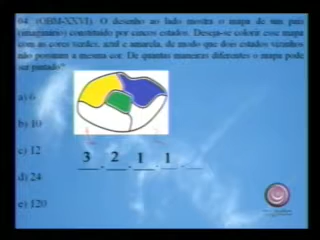 04. (OBM-XXVI) O desenho ao lado mostra o mapa de um país
(imaginário) constituído por cincos estados. Deseja-se colorir esse mapa
com as cores verdes, azul e amarela, de modo que dois estados vizinhos
não possuam a mesma cor. De quantas maneiras diferentes o mapa pode
ser pintado?
a) 6
b) 10
c) 12
3 . 2 . 1 . 1 .
d) 24
e) 120